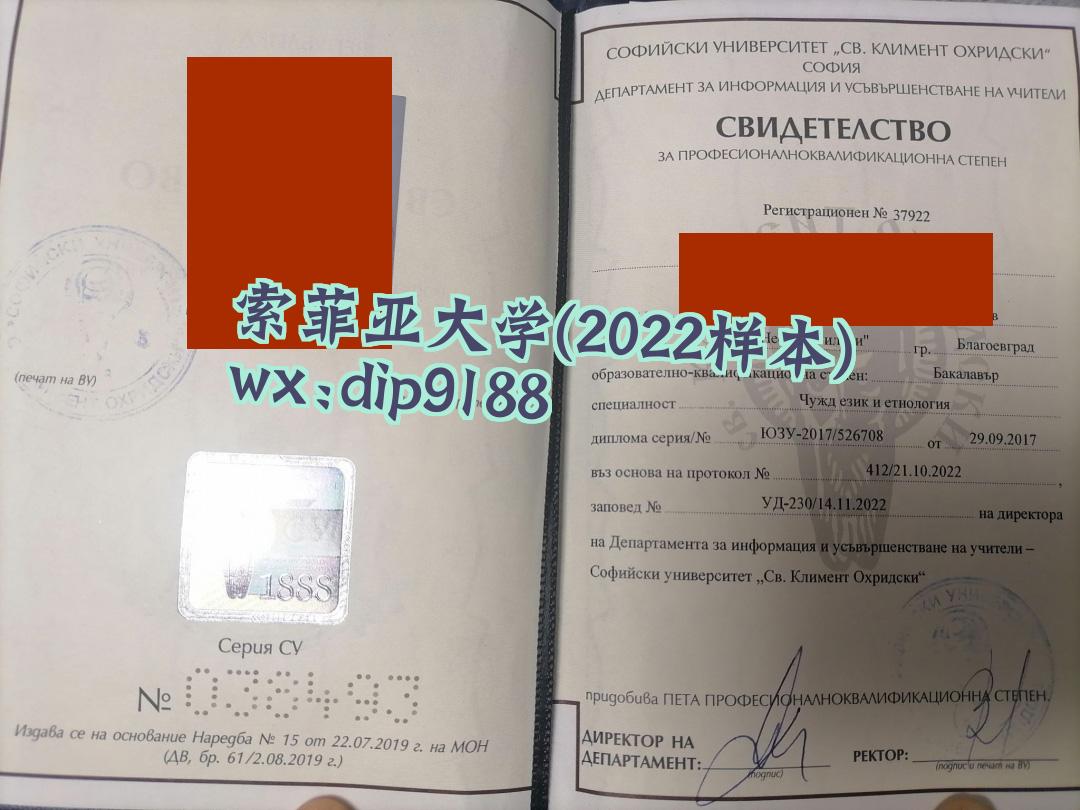 (печат на ВУ)
1888
Серия СУ
№ 038493
Издава се на основание Наредба № 15 от 22.07.2019 г. на МОН
(ДВ, бр. 61/2.08.2019 г.)
索菲亚大学(2022样本)
wx:dip9188
СОФИЙСКИ УНИВЕРСИТЕТ „СВ. КЛИМЕНТ ОХРИДСКИ“
СОФИЯ
ДЕПАРТАМЕНТ ЗА ИНФОРМАЦИЯ И УСЪВЪРШЕНСТВАНЕ НА УЧИТЕЛИ
СВИДЕТЕЛСТВО
ЗА ПРОФЕСИОНАЛНОКВАЛИФИКАЦИОННА СТЕПЕН
Регистрационен № 37922
гр. Благоевград
образователно-квалификационна степен: Бакалавър
специалност Чужд език и етнология
диплома серия/№ ЮЗУ-2017/526708 от 29.09.2017
въз основа на протокол № 412/21.10.2022,
заповед № УД-230/14.11.2022 на директора
на Департамента за информация и усъвършенстване на учители –
Софийски университет „Св. Климент Охридски“
придобива ПЕТА ПРОФЕСИОНАЛНОКВАЛИФИКАЦИОННА СТЕПЕН.
ДИРЕКТОР НА
ДЕПАРТАМЕНТ:
(подпис)
РЕКТОР:
(подпис и печат на ВУ)